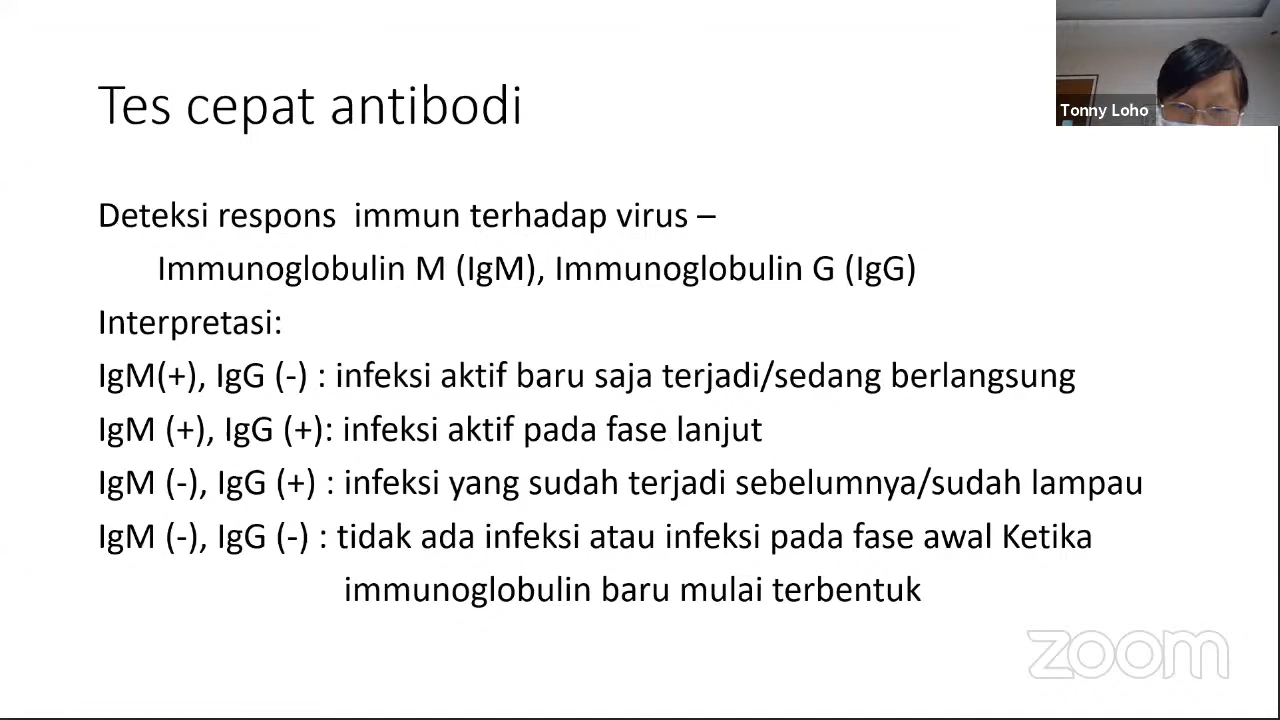 Tes cepat antibodi
Tonny Loho
Deteksi respons  immun terhadap virus –
Immunoglobulin M (IgM), Immunoglobulin G (IgG)
Interpretasi:
IgM(+), IgG (-) : infeksi aktif baru saja terjadi/sedang berlangsung
IgM (+), IgG (+): infeksi aktif pada fase lanjut
IgM (-), IgG (+) : infeksi yang sudah terjadi sebelumnya/sudah lampau
IgM (-), IgG (-) : tidak ada infeksi atau infeksi pada fase awal Ketika
immunoglobulin baru mulai terbentuk
zoom